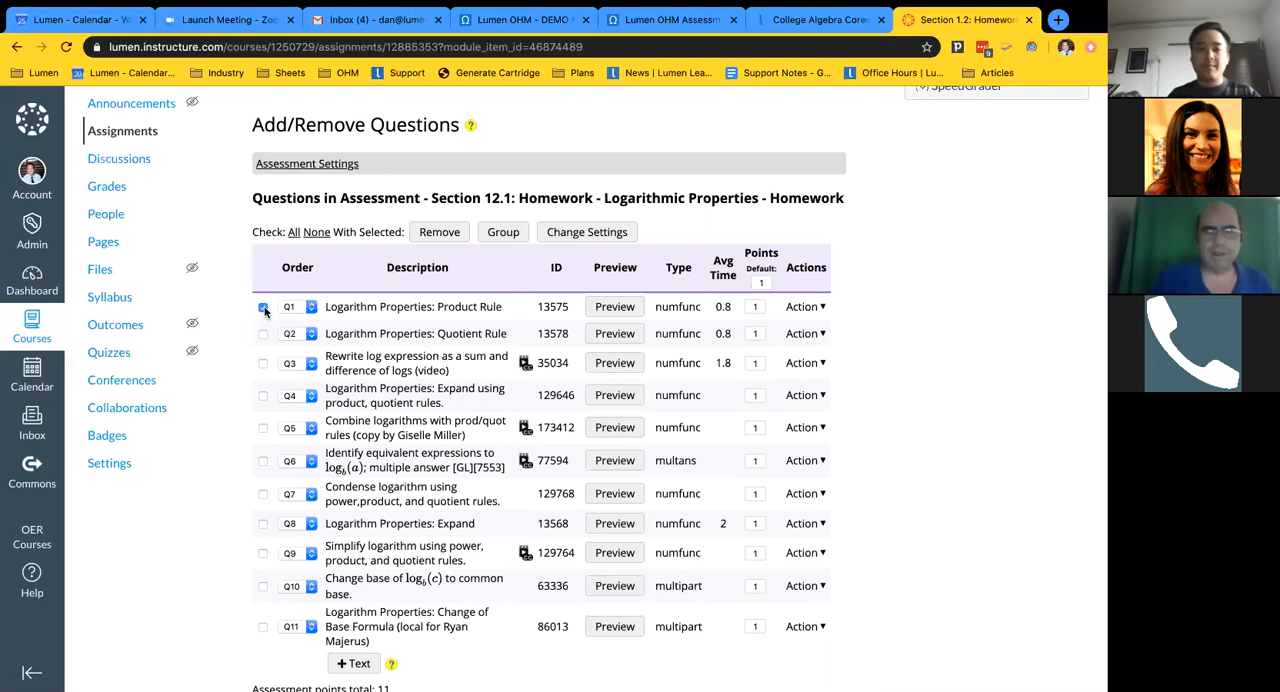 Lumen - Calendar - W
Launch Meeting - Zoo
Inbox (4) - dan@lume
Lumen OHM - DEMO A
Lumen OHM Assessm
College Algebra Coreq
Section 1.2: Homewor
lumen.instructure.com/courses/1250729/assignments/12885353?module_item_id=46874489
Lumen
Lumen - Calendar...
Industry
Sheets
OHM
Support
Generate Cartridge
Plans
News | Lumen Lea...
Support Notes - G...
Office Hours | Lu...
Articles
Account
Admin
Dashboard
Courses
Calendar
Inbox
Commons
OER
Courses
Help
Announcements
Assignments
Discussions
Grades
People
Pages
Files
Syllabus
Outcomes
Quizzes
Conferences
Collaborations
Badges
Settings
SpeedGrader
Add/Remove Questions ?
Assessment Settings
Questions in Assessment - Section 12.1: Homework - Logarithmic Properties - Homework
Check: All None With Selected: Remove Group Change Settings
Order Description ID Preview Type Avg Time Points Default: 1 Actions
Q1 Logarithm Properties: Product Rule 13575 Preview numfunc 0.8 1 Action ▾
Q2 Logarithm Properties: Quotient Rule 13578 Preview numfunc 0.8 1 Action ▾
Q3 Rewrite log expression as a sum and
difference of logs (video) 35034 Preview numfunc 1.8 1 Action ▾
Q4 Logarithm Properties: Expand using
product, quotient rules. 129646 Preview numfunc 1 Action ▾
Q5 Combine logarithms with prod/quot
rules (copy by Giselle Miller) 173412 Preview numfunc 1 Action ▾
Q6 Identify equivalent expressions to
log_b(a); multiple answer [GL][7553] 77594 Preview multans 1 Action ▾
Q7 Condense logarithm using
power,product, and quotient rules. 129768 Preview numfunc 1 Action ▾
Q8 Logarithm Properties: Expand 13568 Preview numfunc 2 1 Action ▾
Q9 Simplify logarithm using power,
product, and quotient rules. 129764 Preview numfunc 1 Action ▾
Q10 Change base of log_b(c) to common
base. 63336 Preview multipart 1 Action ▾
Q11 Logarithm Properties: Change of
Base Formula (local for Ryan
Majerus) 86013 Preview multipart 1 Action ▾
+ Text ?
Assessment points total: 11